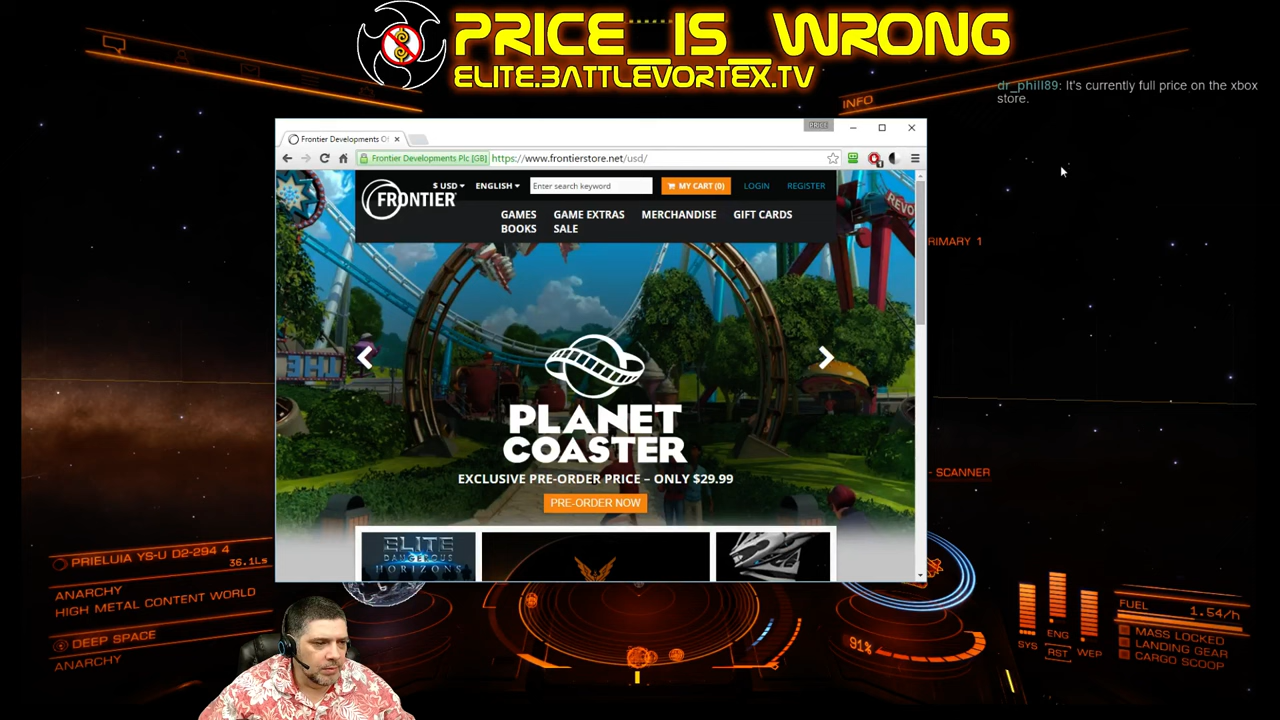 PRICE_IS_WRONG
ELITE.BATTLEVORTEX.TV
dr_phill89: It's currently full price on the xbox
store.
INFO
PRICE
Frontier Developments Of
Frontier Developments Plc [GB] https://www.frontierstore.net/usd/
FRONTIER
$ USD ENGLISH Enter search keyword MY CART (0) LOGIN REGISTER
GAMES GAME EXTRAS MERCHANDISE GIFT CARDS
BOOKS SALE
REVO
RIMARY 1
THE
PLANET
COASTER
EXCLUSIVE PRE-ORDER PRICE – ONLY $29.99
PRE-ORDER NOW
- SCANNER
ELITE
DANGEROUS
HORIZONS
PRIELUIA YS-U D2-294 4
36.1Ls
ANARCHY
HIGH METAL CONTENT WORLD
DEEP SPACE
ANARCHY
91%
SYS ENG WEP
RST
FUEL 1.54/h
MASS LOCKED
LANDING GEAR
CARGO SCOOP